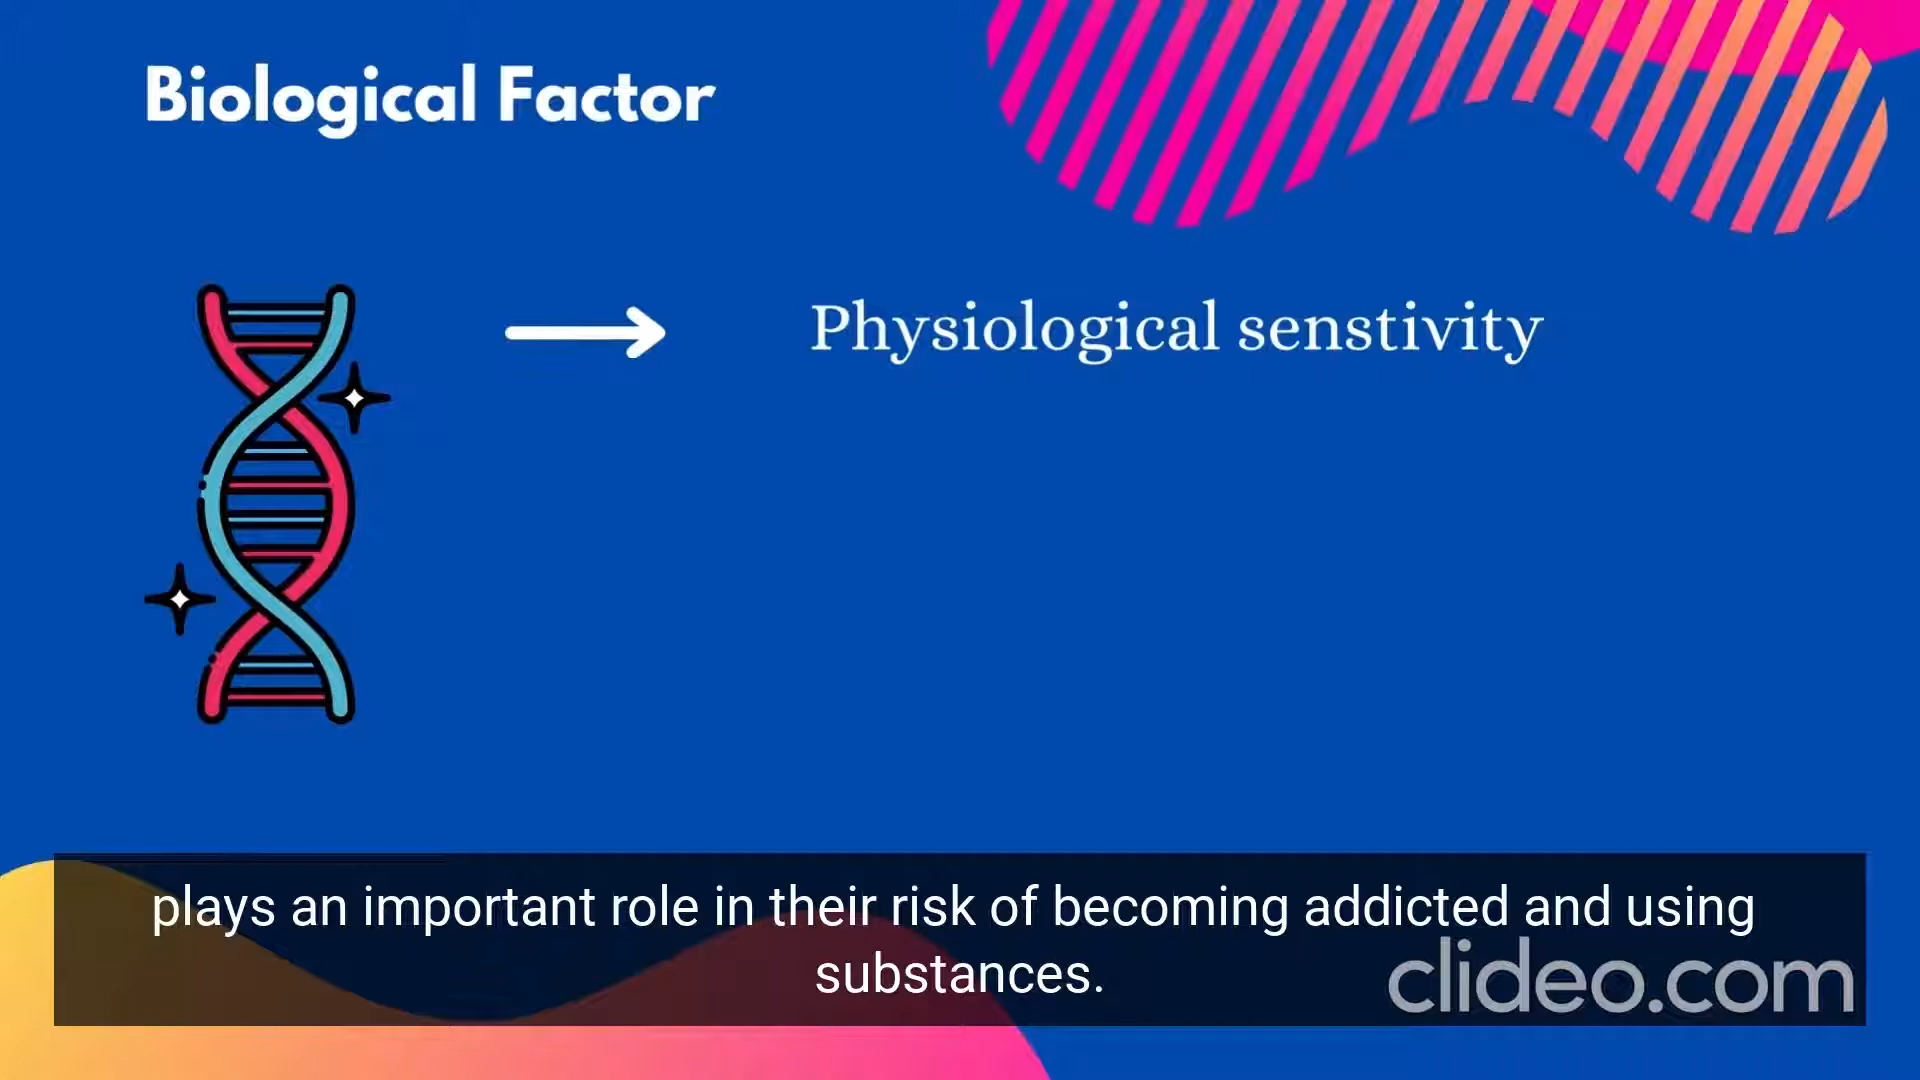 Biological Factor
Physiological senstivity
plays an important role in their risk of becoming addicted and using
substances.
clideo.com